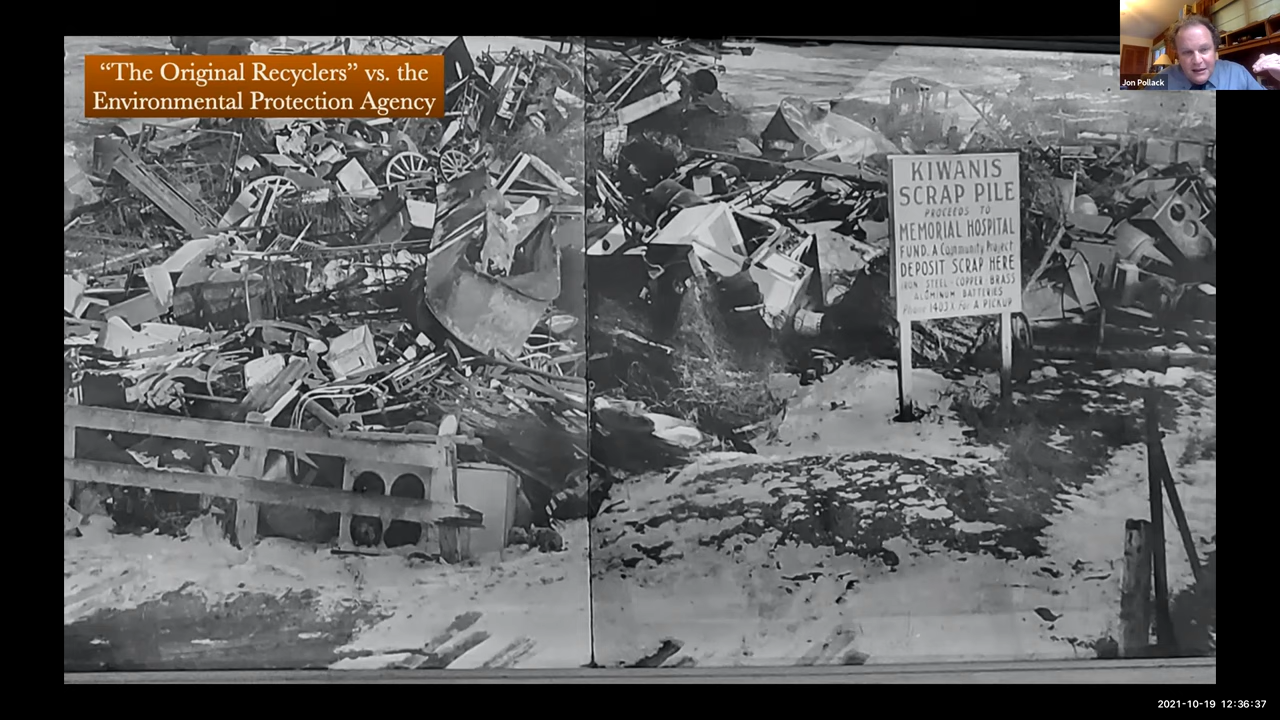 “The Original Recyclers” vs. the
Environmental Protection Agency
Jon Pollack
KIWANIS
SCRAP PILE
PROCEEDS TO
MEMORIAL HOSPITAL
FUND. A Community Project
DEPOSIT SCRAP HERE
IRON STEEL-COPPER-BRASS
ALUMINUM-BATTERIES
Phone 1403X For A PICKUP
2021-10-19 12:36:37